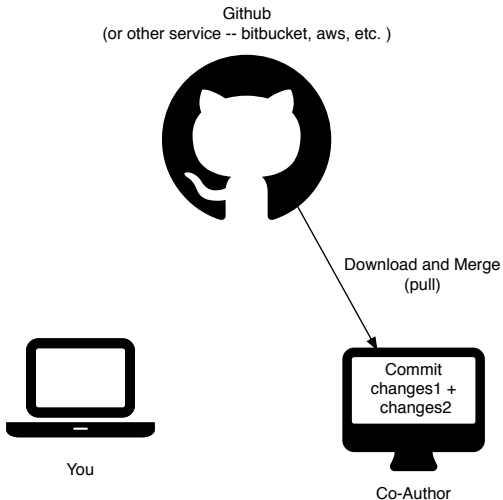 Github
(or other service -- bitbucket, aws, etc. )
Download and Merge
(pull)
Commit
changes1 +
changes2
You
Co-Author